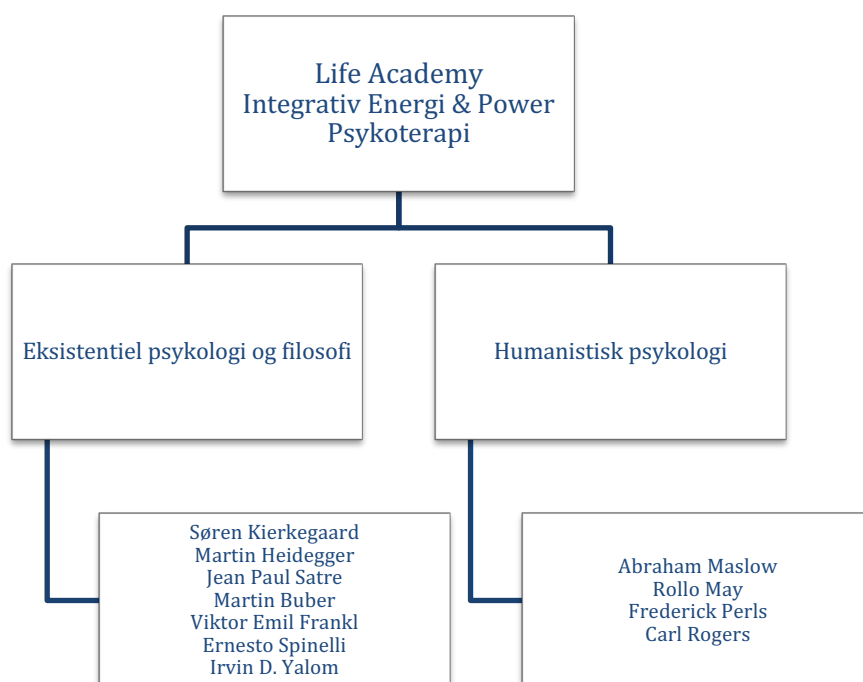 Life Academy
Integrativ Energi & Power
Psykoterapi
Eksistentiel psykologi og filosofi
Humanistisk psykologi
Søren Kierkegaard
Martin Heidegger
Jean Paul Satre
Martin Buber
Viktor Emil Frankl
Ernesto Spinelli
Irvin D. Yalom
Abraham Maslow
Rollo May
Frederick Perls
Carl Rogers